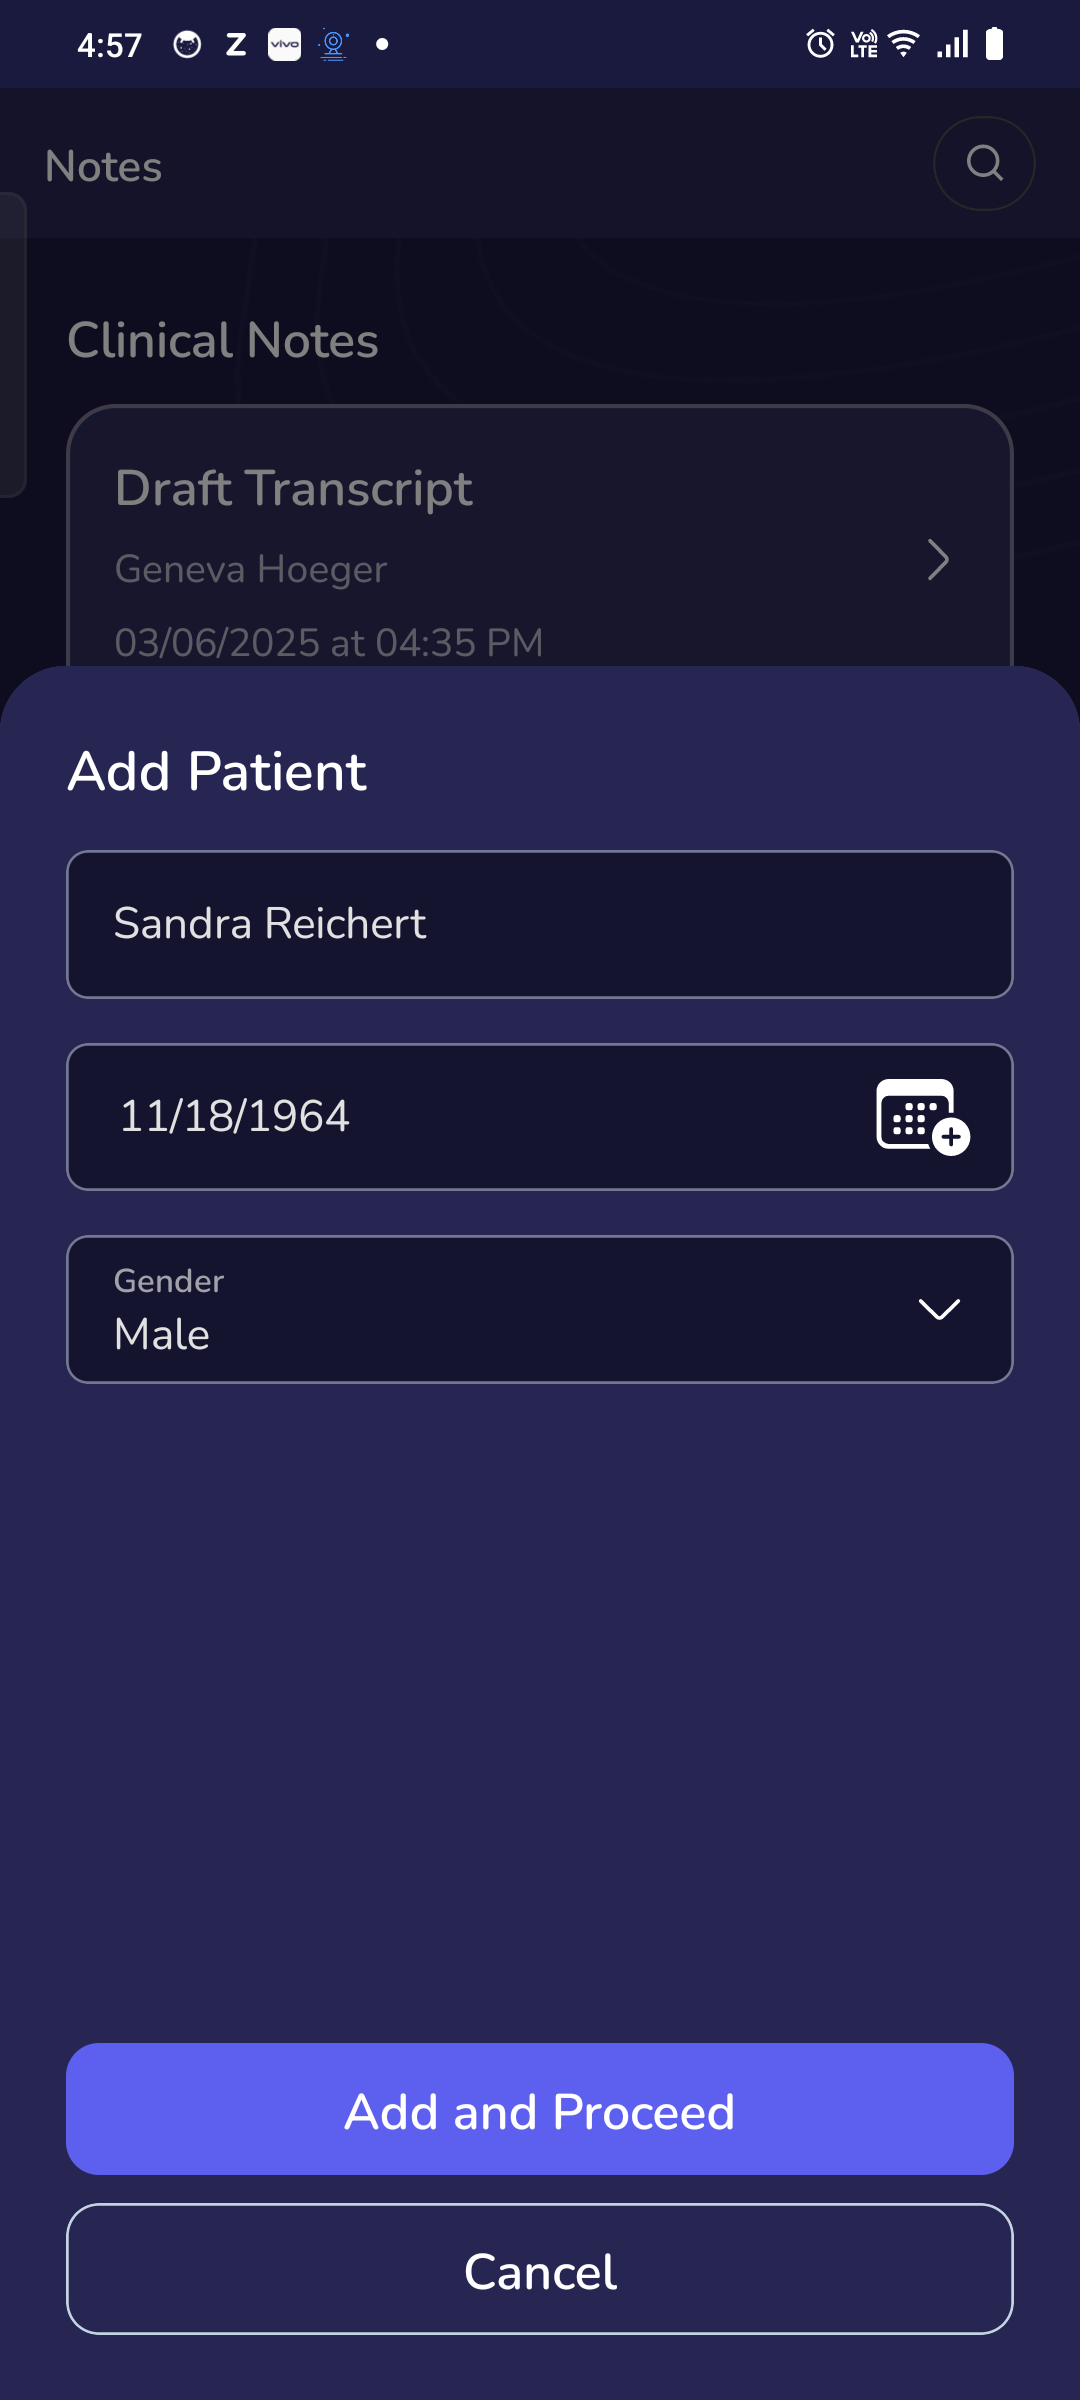 4:57 Z vivo Vo) LTE
Notes
Clinical Notes
Draft Transcript
Geneva Hoeger
03/06/2025 at 04:35 PM
Add Patient
Sandra Reichert
11/18/1964
Gender
Male
Add and Proceed
Cancel